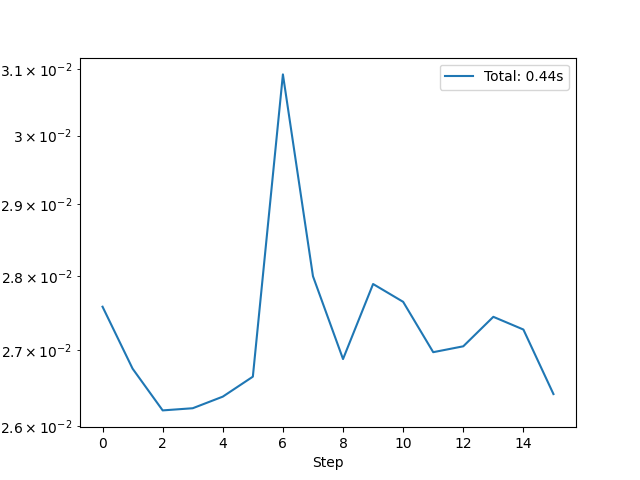 3.1 × 10⁻²
3 × 10⁻²
2.9 × 10⁻²
2.8 × 10⁻²
2.7 × 10⁻²
2.6 × 10⁻²
Total: 0.44s
0 2 4 6 8 10 12 14
Step